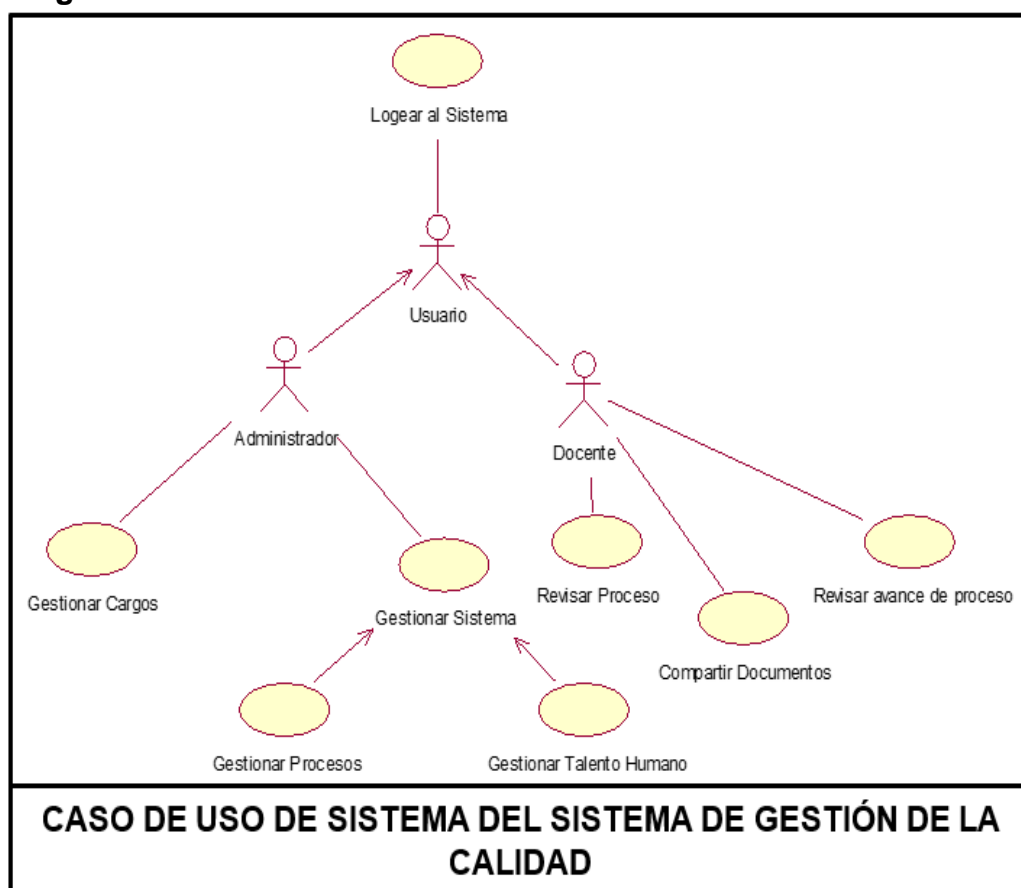 Logear al Sistema
Usuario
Administrador
Docente
Gestionar Cargos
Gestionar Sistema
Revisar Proceso
Revisar avance de proceso
Compartir Documentos
Gestionar Procesos
Gestionar Talento Humano
CASO DE USO DE SISTEMA DEL SISTEMA DE GESTIÓN DE LA
CALIDAD